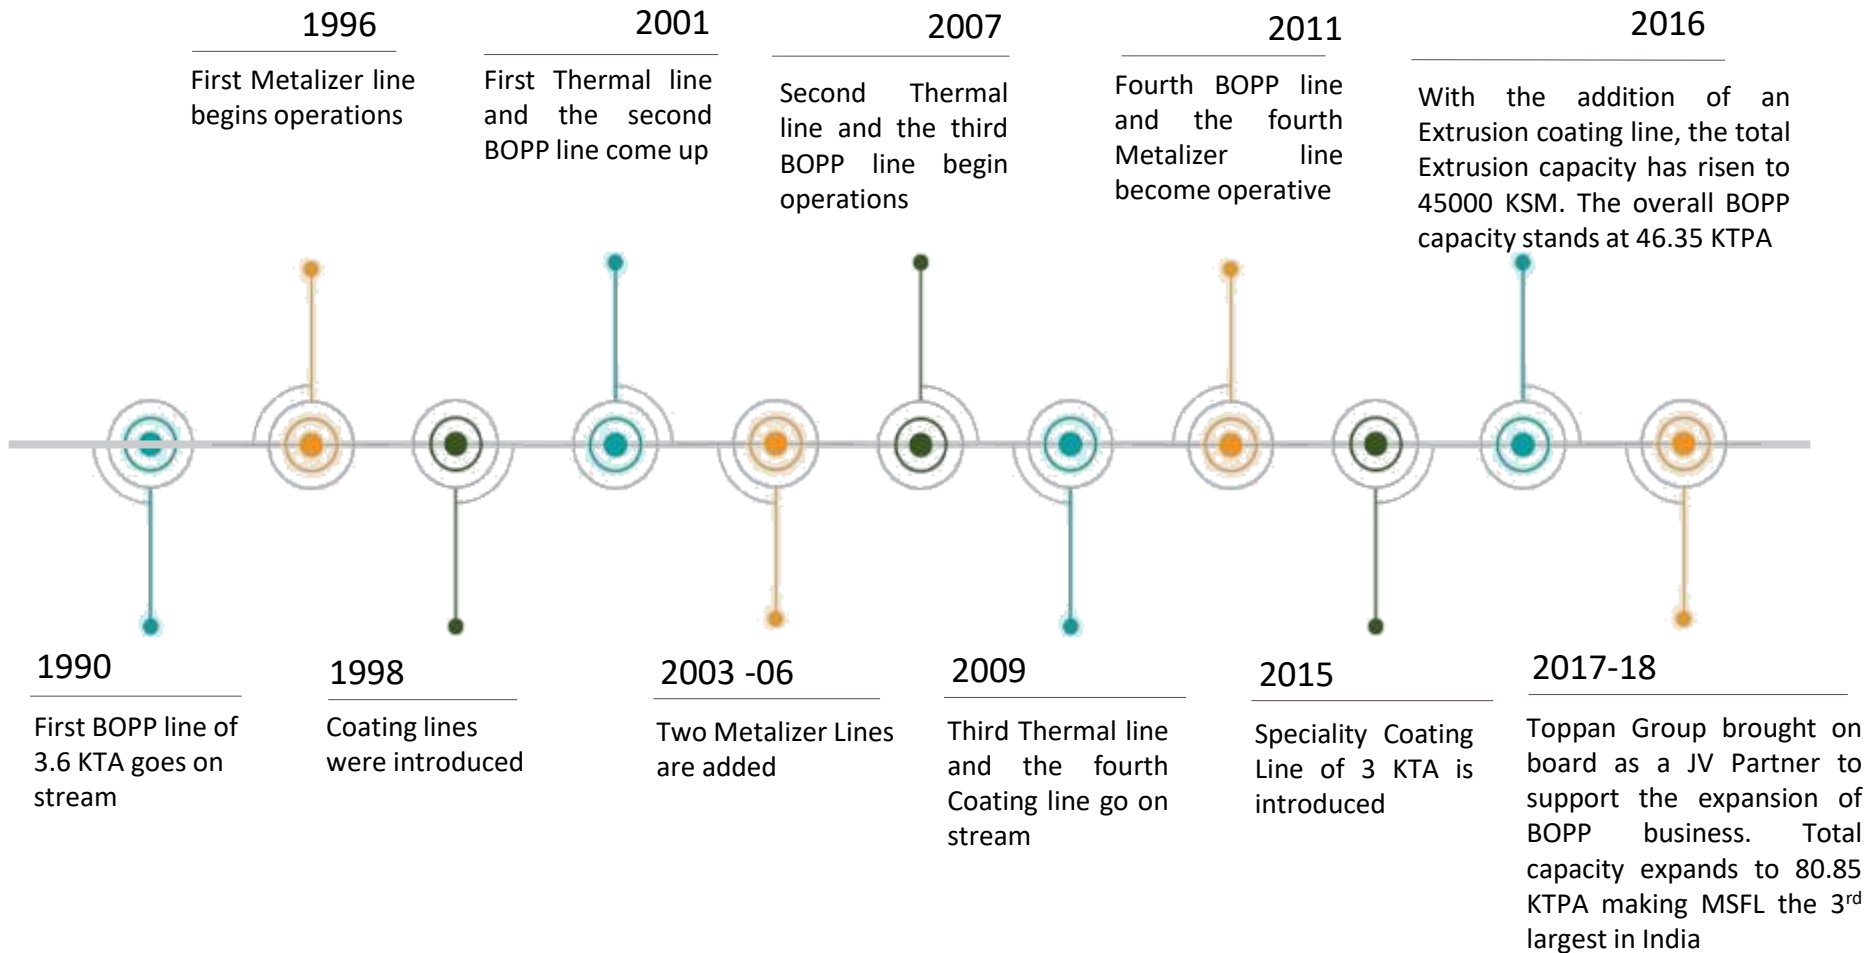 1996
First Metalizer line
begins operations
2001
First Thermal line
and the second
BOPP line come up
2007
Second Thermal
line and the third
BOPP line begin
operations
2011
Fourth BOPP line
and the fourth
Metalizer line
become operative
2016
With the addition of an
Extrusion coating line, the total
Extrusion capacity has risen to
45000 KSM. The overall BOPP
capacity stands at 46.35 KTPA
1990
First BOPP line of
3.6 KTA goes on
stream
1998
Coating lines
were introduced
2003 -06
Two Metalizer Lines
are added
2009
Third Thermal line
and the fourth
Coating line go on
stream
2015
Speciality Coating
Line of 3 KTA is
introduced
2017-18
Toppan Group brought on
board as a JV Partner to
support the expansion of
BOPP business. Total
capacity expands to 80.85
KTPA making MSFL the 3rd
largest in India